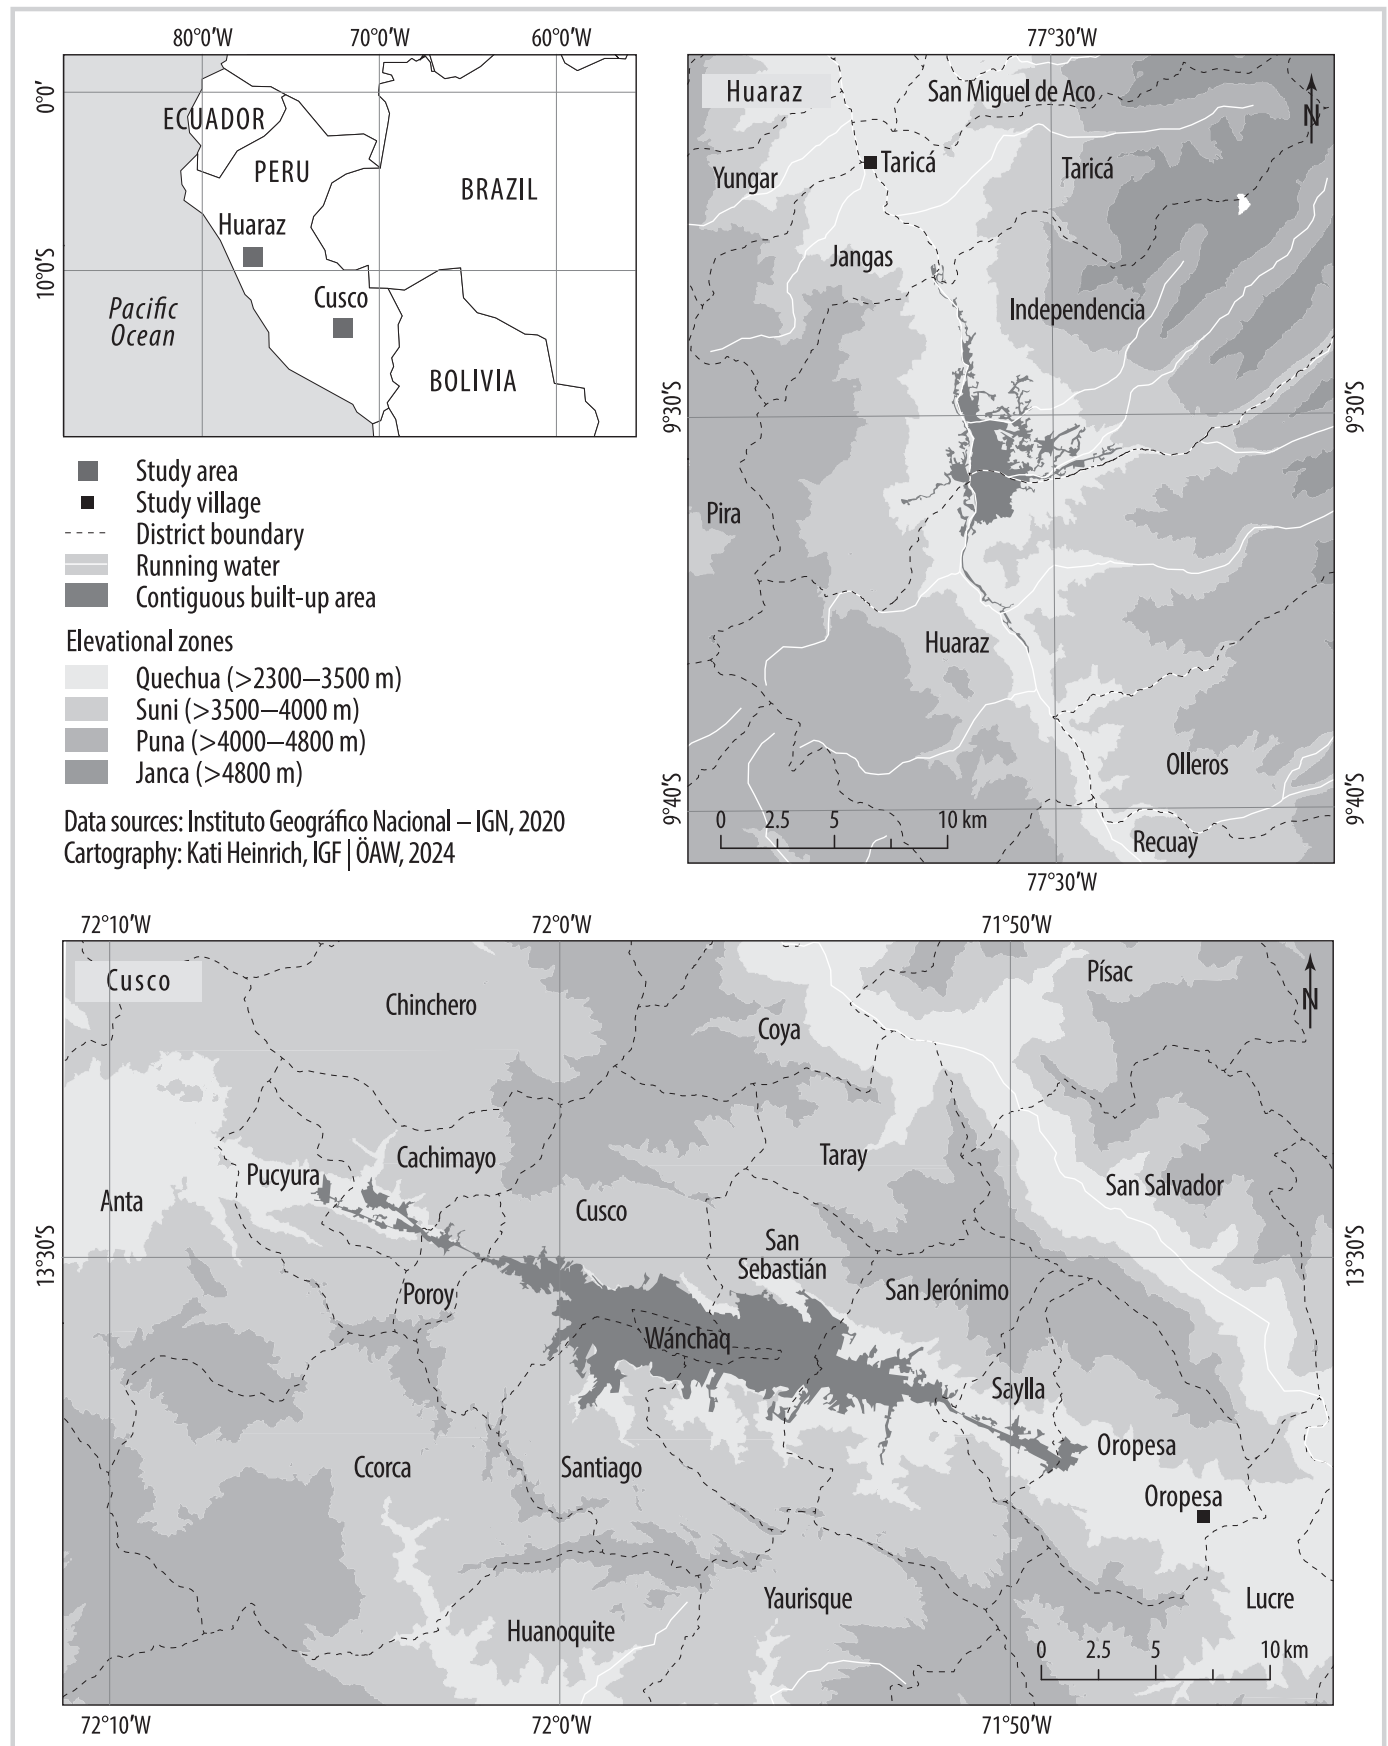 80°0′W
70°0′W
60°0′W
0°0′
10°0′S
ECUADOR
PERU
BRAZIL
Huaraz
Cusco
Pacific
Ocean
BOLIVIA
Study area
Study village
District boundary
Running water
Contiguous built-up area
Elevational zones
Quechua (>2300–3500 m)
Suni (>3500–4000 m)
Puna (>4000–4800 m)
Janca (>4800 m)
Data sources: Instituto Geográfico Nacional – IGN, 2020
Cartography: Kati Heinrich, IGF | ÖAW, 2024
77°30′W
Huaraz
San Miguel de Aco
N
Taricá
Taricá
Yungar
Jangas
Independencia
9°30′S
9°30′S
Pira
Huaraz
Olleros
9°40′S
9°40′S
0 2.5 5 10 km
Recuay
77°30′W
72°10′W
72°0′W
71°50′W
Cusco
Písac
N
Chinchero
Coya
Cachimayo
Taray
Pucyura
San Salvador
Anta
Cusco
San
Sebastián
13°30′S
13°30′S
San Jerónimo
Poroy
Wánchaq
Saylla
Oropesa
Ccorca
Santiago
Oropesa
Yaurisque
Lucre
Huanoquite
0 2.5 5 10 km
72°10′W
72°0′W
71°50′W